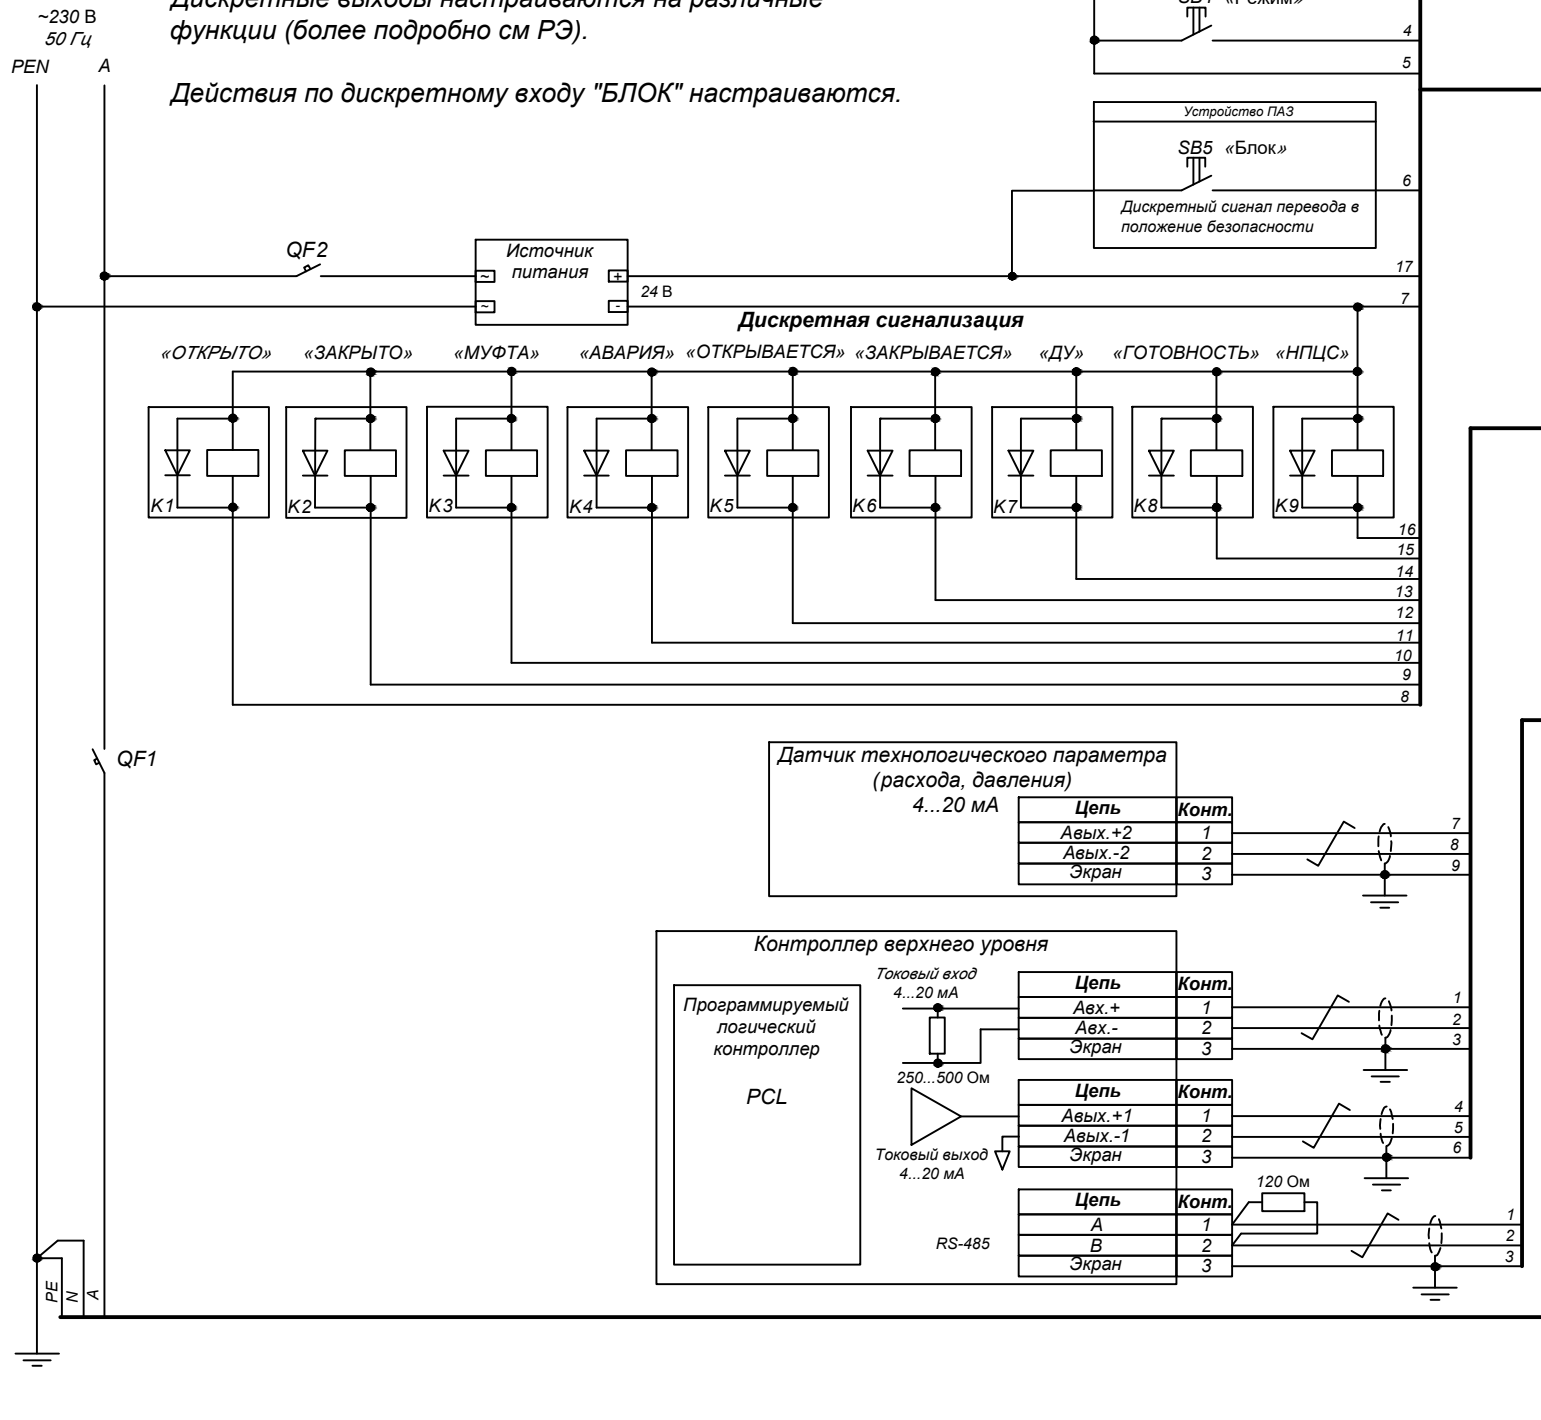 Дискретные выходы настраиваются на различные
функции (более подробно см РЭ).
Действия по дискретному входу "БЛОК" настраиваются.
~230 В
50 Гц
PEN
A
SB4 «Режим»
4
5
Устройство ПАЗ
SB5 «Блок»
6
Дискретный сигнал перевода в
положение безопасности
QF2
Источник
питания
~
+
~
-
24 В
17
7
Дискретная сигнализация
«ОТКРЫТО» «ЗАКРЫТО» «МУФТА» «АВАРИЯ» «ОТКРЫВАЕТСЯ» «ЗАКРЫВАЕТСЯ» «ДУ» «ГОТОВНОСТЬ» «НПЦС»
K1 K2 K3 K4 K5 K6 K7 K8 K9
16
15
14
13
12
11
10
9
8
QF1
Датчик технологического параметра
(расхода, давления)
4...20 мА
Цепь Конт.
Авых.+2 1 7
Авых.-2 2 8
Экран 3 9
Контроллер верхнего уровня
Программируемый
логический
контроллер
PCL
Токовый вход
4...20 мА
250...500 Ом
Цепь Конт.
Авх.+ 1 1
Авх.- 2 2
Экран 3 3
Токовый выход
4...20 мА
Цепь Конт.
Авых.+1 1 4
Авых.-1 2 5
Экран 3 6
120 Ом
RS-485
Цепь Конт.
A 1 1
B 2 2
Экран 3 3
PE
N
A